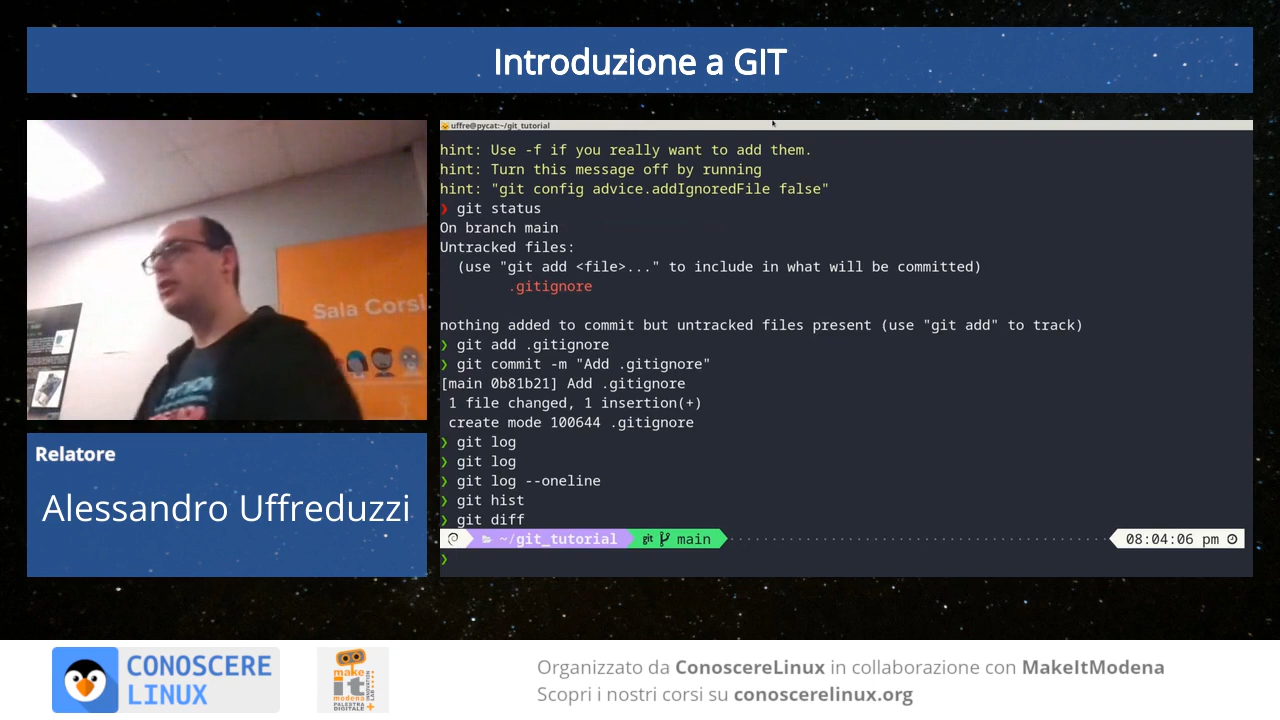 Introduzione a GIT
uffre@pycat:~/git_tutorial
hint: Use -f if you really want to add them.
hint: Turn this message off by running
hint: "git config advice.addIgnoredFile false"
❯ git status
On branch main
Untracked files:
  (use "git add <file>..." to include in what will be committed)
        .gitignore
nothing added to commit but untracked files present (use "git add" to track)
❯ git add .gitignore
❯ git commit -m "Add .gitignore"
[main 0b81b21] Add .gitignore
 1 file changed, 1 insertion(+)
 create mode 100644 .gitignore
❯ git log
❯ git log
❯ git log --oneline
❯ git hist
❯ git diff
~/git_tutorial git main 08:04:06 pm
❯
Sala Corsi
PYTHON
Relatore
Alessandro Uffreduzzi
CONOSCERE
LINUX
make
it
modena
PALESTRA
DIGITALE
INNOVATION
LAB
Organizzato da ConoscereLinux in collaborazione con MakeItModena
Scopri i nostri corsi su conoscerelinux.org